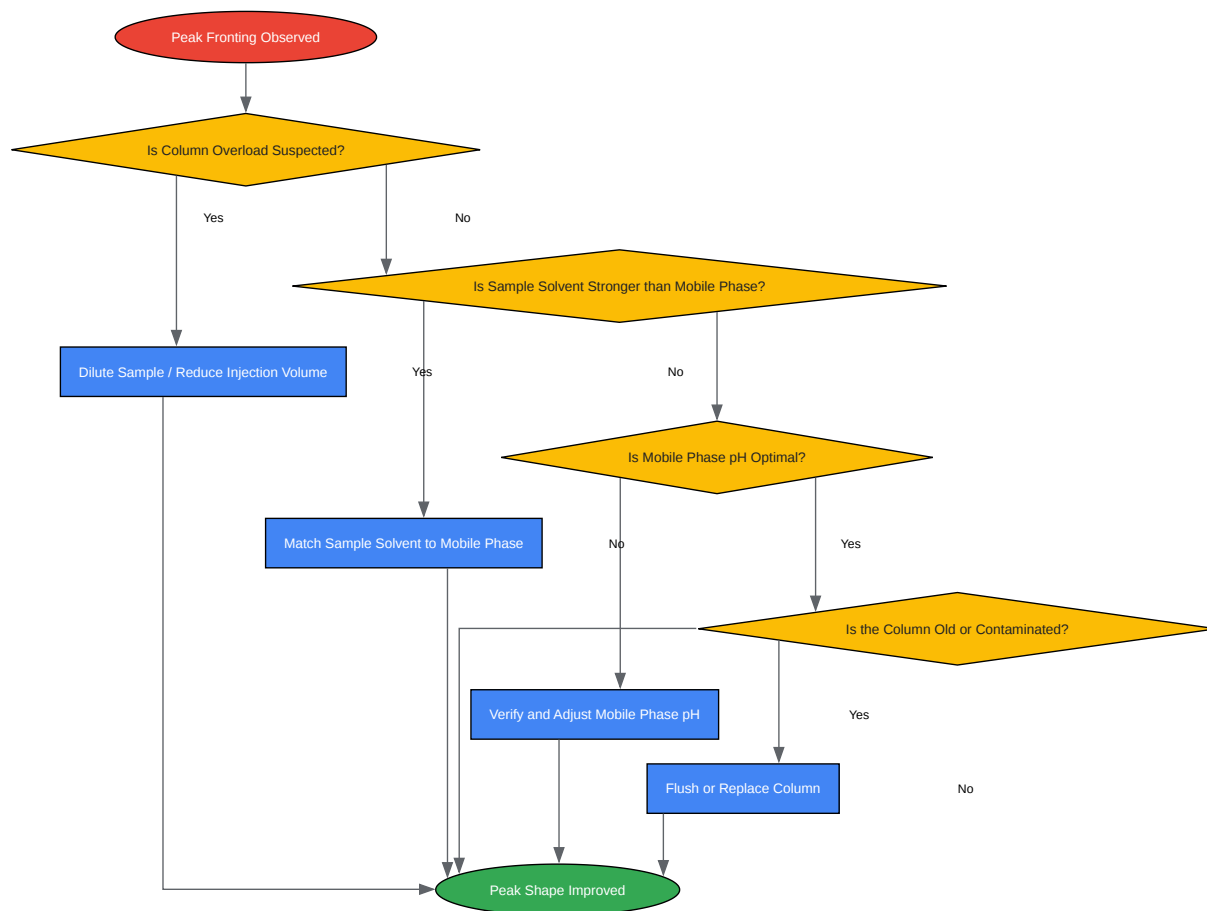 Peak Fronting Observed
Is Column Overload Suspected?
Yes
No
Is Sample Solvent Stronger than Mobile Phase?
Dilute Sample / Reduce Injection Volume
Yes
No
Is Mobile Phase pH Optimal?
Match Sample Solvent to Mobile Phase
No
Yes
Is the Column Old or Contaminated?
Verify and Adjust Mobile Phase pH
Yes
Flush or Replace Column
No
Peak Shape Improved